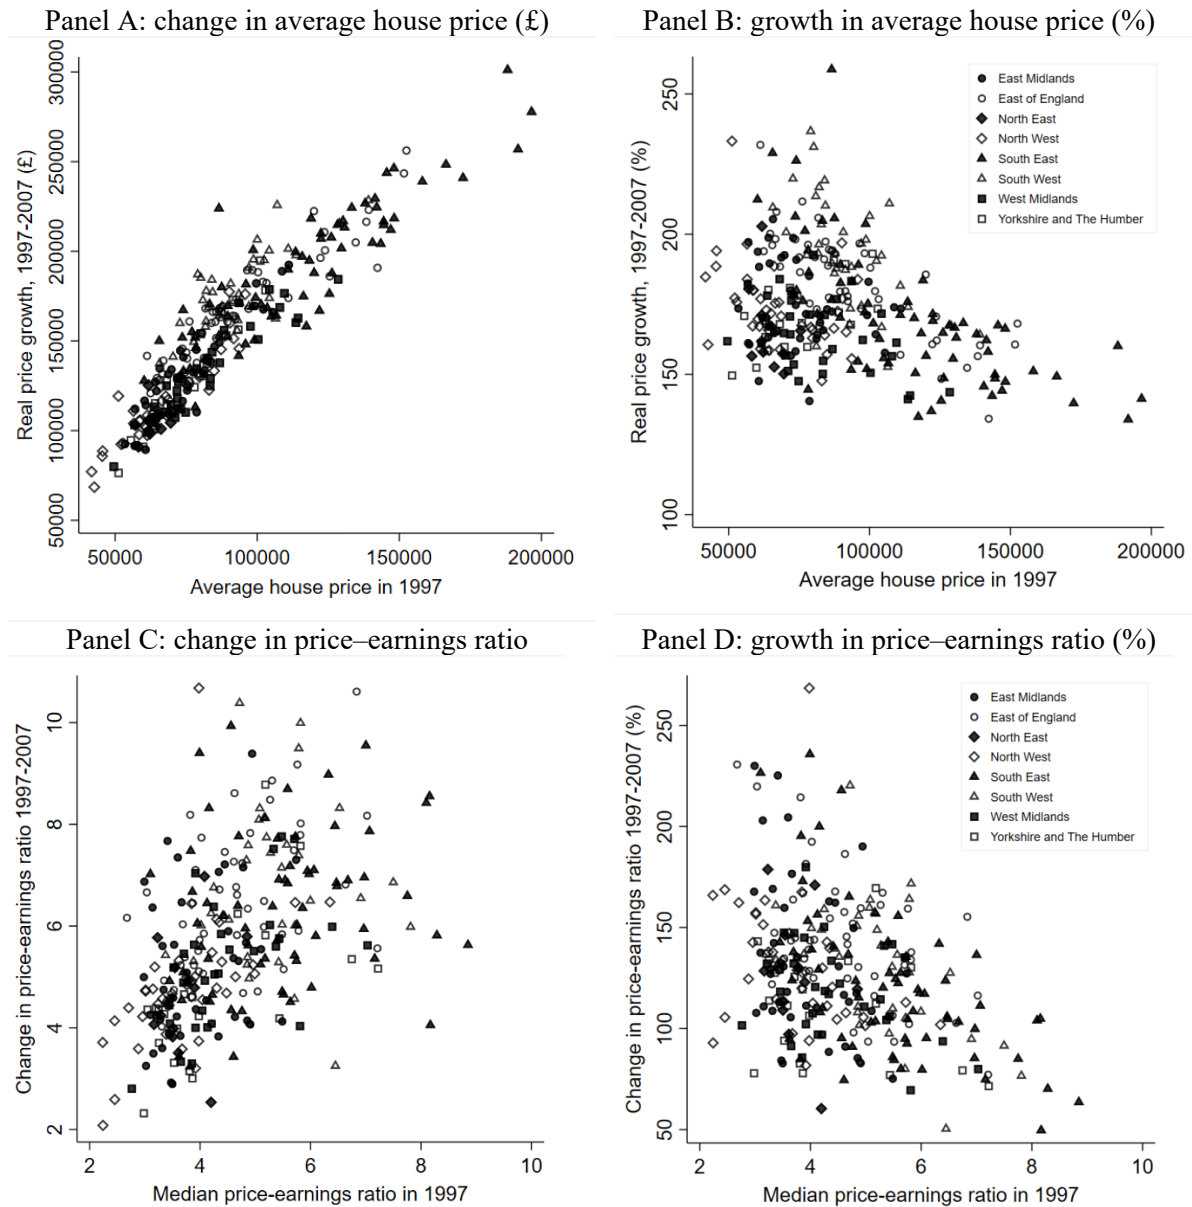 Panel A: change in average house price (£)
Real price growth, 1997-2007 (£)
300000
250000
200000
150000
100000
50000
50000 100000 150000 200000
Average house price in 1997
Panel B: growth in average house price (%)
Real price growth, 1997-2007 (%)
250
200
150
100
East Midlands
East of England
North East
North West
South East
South West
West Midlands
Yorkshire and The Humber
50000 100000 150000 200000
Average house price in 1997
Panel C: change in price–earnings ratio
Change in price-earnings ratio 1997-2007
10
8
6
4
2
2 4 6 8 10
Median price-earnings ratio in 1997
Panel D: growth in price–earnings ratio (%)
Change in price-earnings ratio 1997-2007 (%)
250
200
150
100
50
East Midlands
East of England
North East
North West
South East
South West
West Midlands
Yorkshire and The Humber
2 4 6 8 10
Median price-earnings ratio in 1997